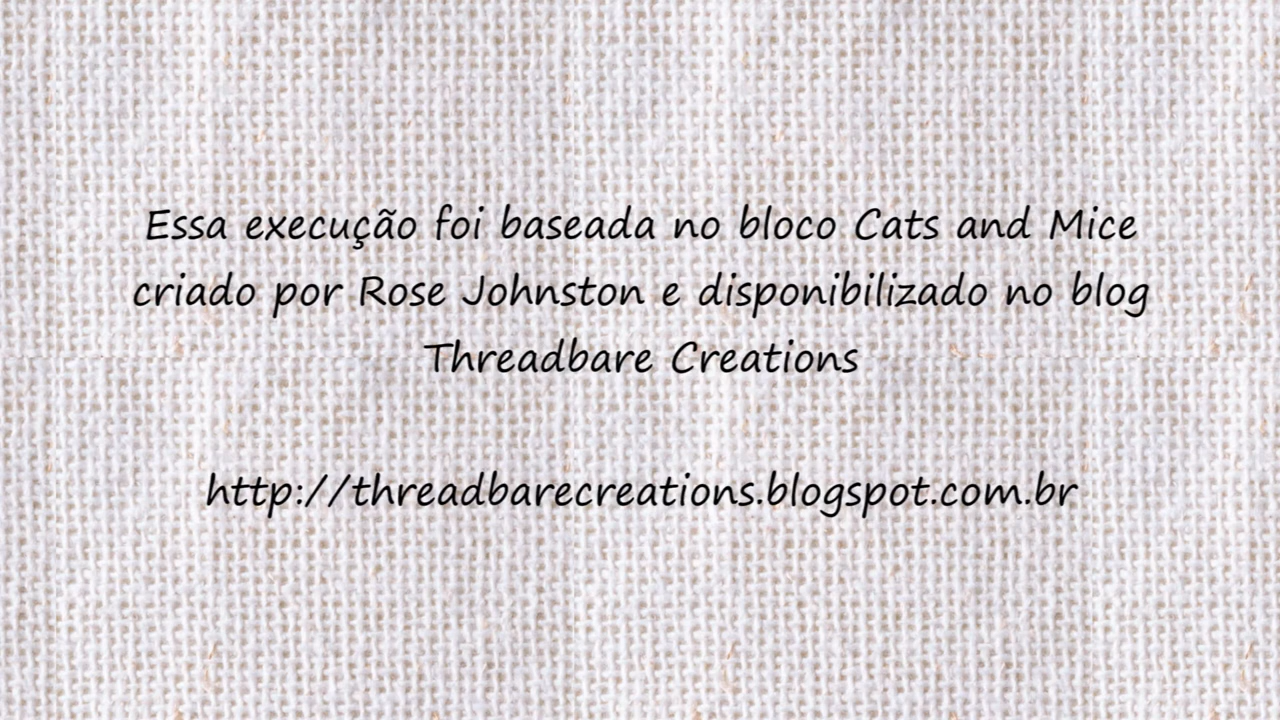 Essa execução foi baseada no bloco Cats and Mice
criado por Rose Johnston e disponibilizado no blog
Threadbare Creations
http://threadbarecreations.blogspot.com.br